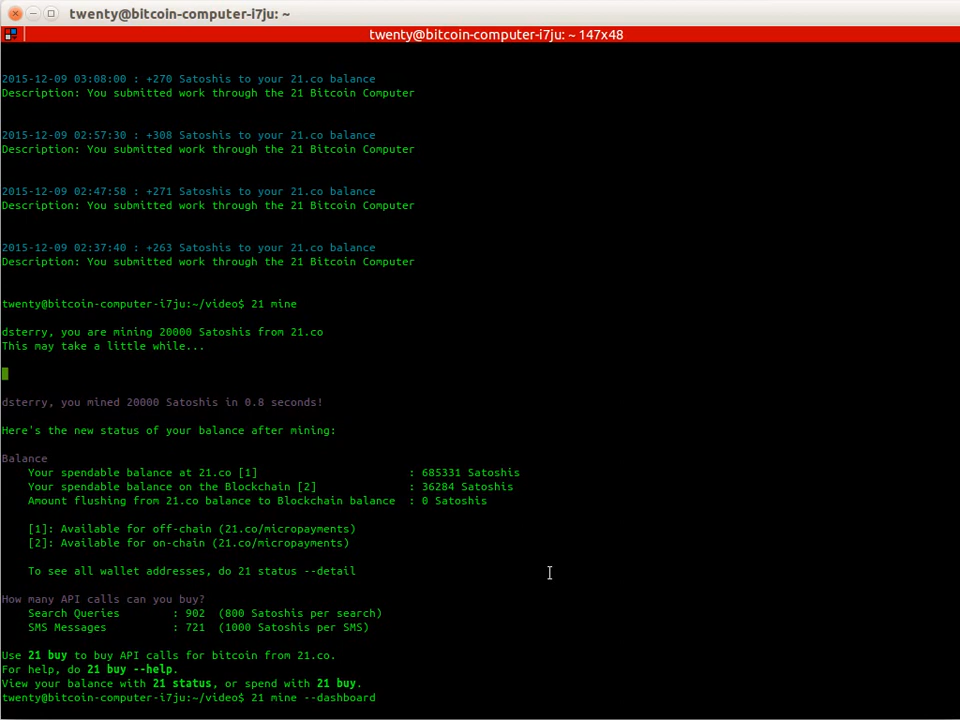 twenty@bitcoin-computer-i7ju: ~
twenty@bitcoin-computer-i7ju: ~ 147x48
2015-12-09 03:08:00 : +270 Satoshis to your 21.co balance
Description: You submitted work through the 21 Bitcoin Computer
2015-12-09 02:57:30 : +308 Satoshis to your 21.co balance
Description: You submitted work through the 21 Bitcoin Computer
2015-12-09 02:47:58 : +271 Satoshis to your 21.co balance
Description: You submitted work through the 21 Bitcoin Computer
2015-12-09 02:37:40 : +263 Satoshis to your 21.co balance
Description: You submitted work through the 21 Bitcoin Computer
twenty@bitcoin-computer-i7ju:~/video$ 21 mine
dsterry, you are mining 20000 Satoshis from 21.co
This may take a little while...
dsterry, you mined 20000 Satoshis in 0.8 seconds!
Here's the new status of your balance after mining:
Balance
Your spendable balance at 21.co [1] : 685331 Satoshis
Your spendable balance on the Blockchain [2] : 36284 Satoshis
Amount flushing from 21.co balance to Blockchain balance : 0 Satoshis
[1]: Available for off-chain (21.co/micropayments)
[2]: Available for on-chain (21.co/micropayments)
To see all wallet addresses, do 21 status --detail
How many API calls can you buy?
Search Queries : 902 (800 Satoshis per search)
SMS Messages : 721 (1000 Satoshis per SMS)
Use 21 buy to buy API calls for bitcoin from 21.co.
For help, do 21 buy --help.
View your balance with 21 status, or spend with 21 buy.
twenty@bitcoin-computer-i7ju:~/video$ 21 mine --dashboard